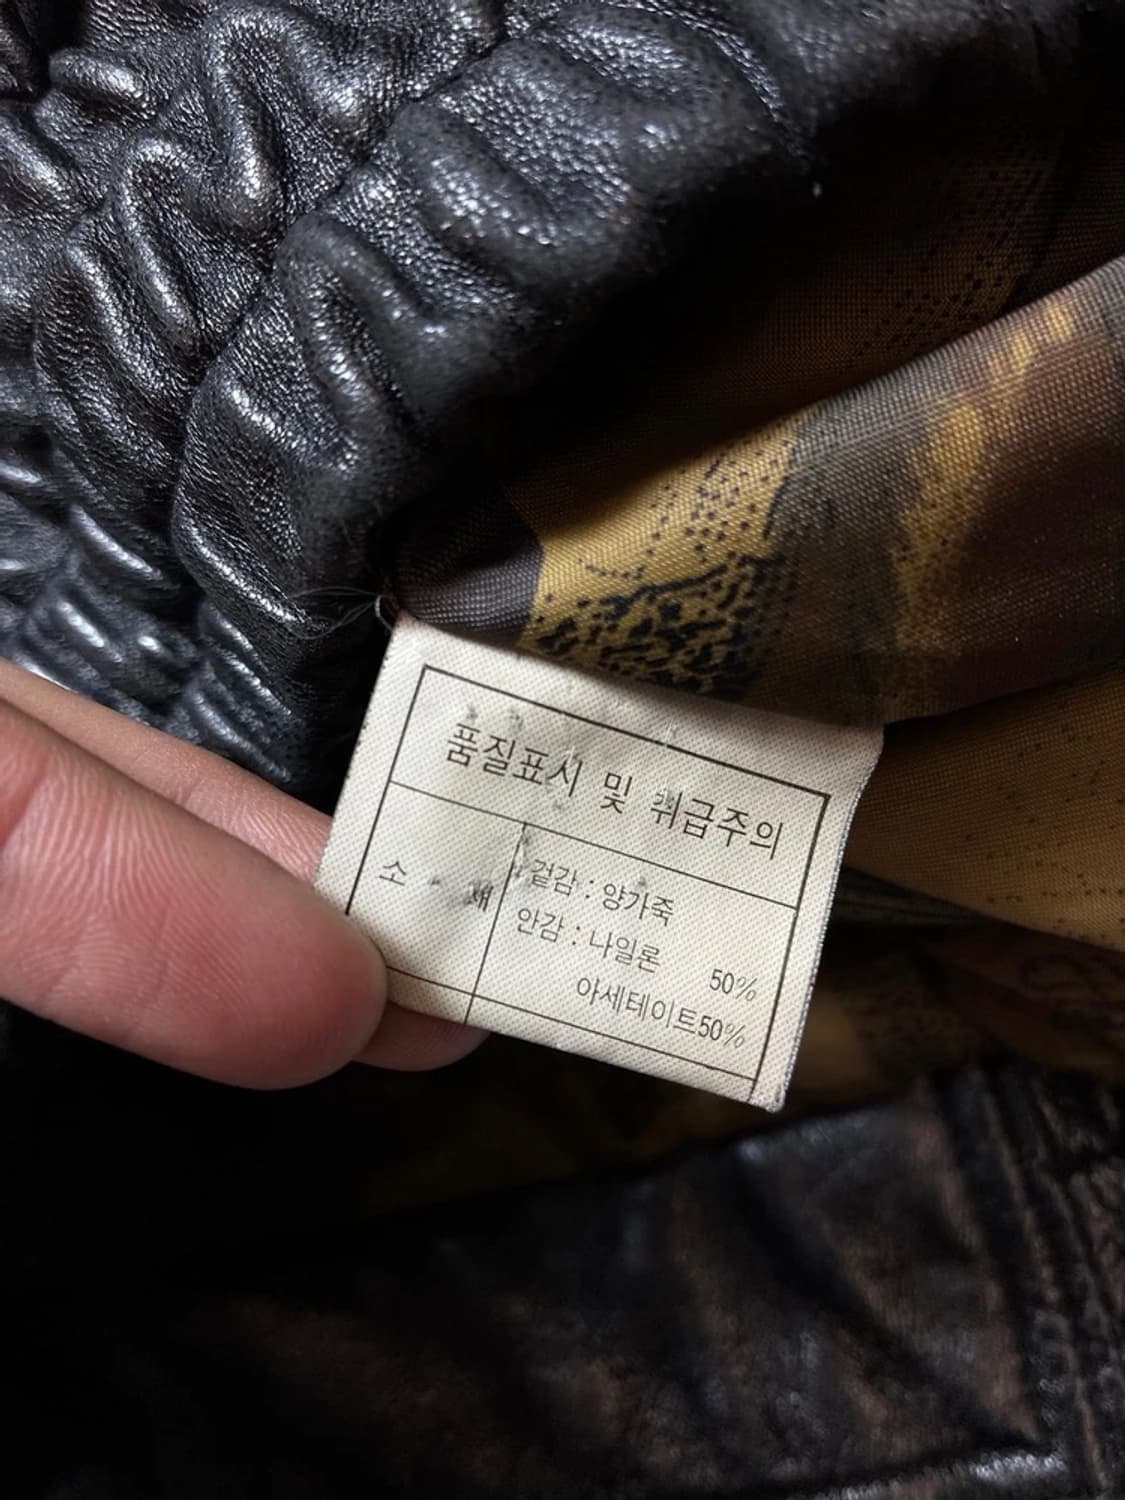 품질표시 및 취급주의
소 재
겉감 : 양가죽
안감 : 나일론 50%
아세테이트50%